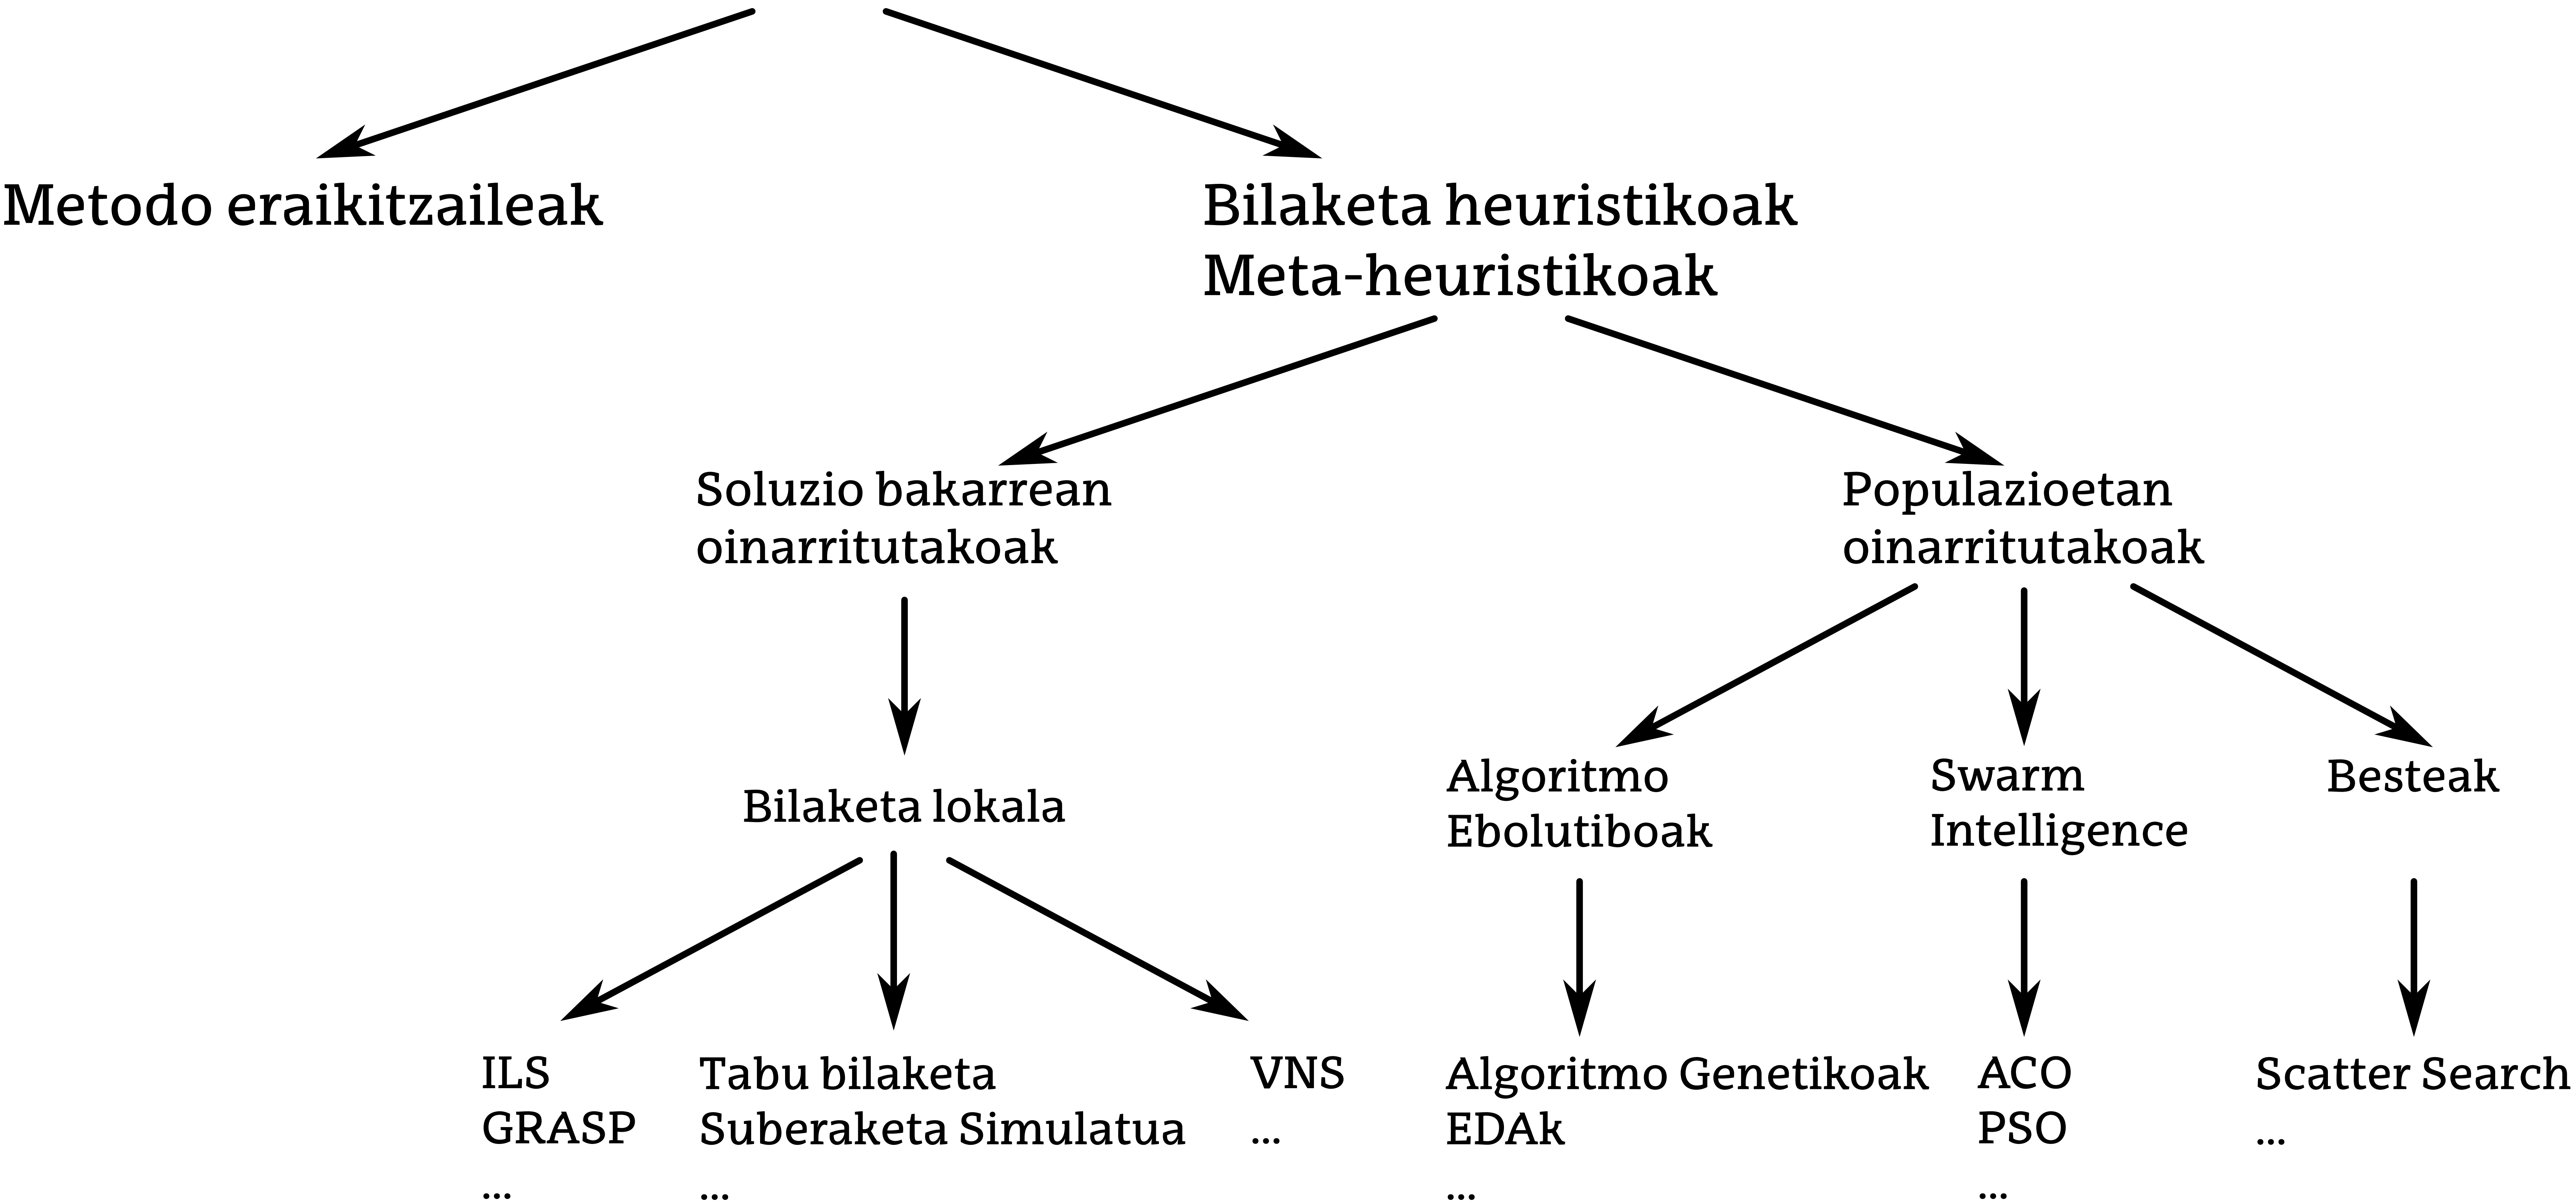 Metodo eraikitzaileak
Bilaketa heuristikoak
Meta-heuristikoak
Soluzio bakarrean
oinarritutakoak
Populazioetan
oinarritutakoak
Bilaketa lokala
Algoritmo
Ebolutiboak
Swarm
Intelligence
Besteak
ILS
GRASP
...
Tabu bilaketa
Suberaketa Simulatua
...
VNS
...
Algoritmo Genetikoak
EDAk
...
ACO
PSO
...
Scatter Search
...